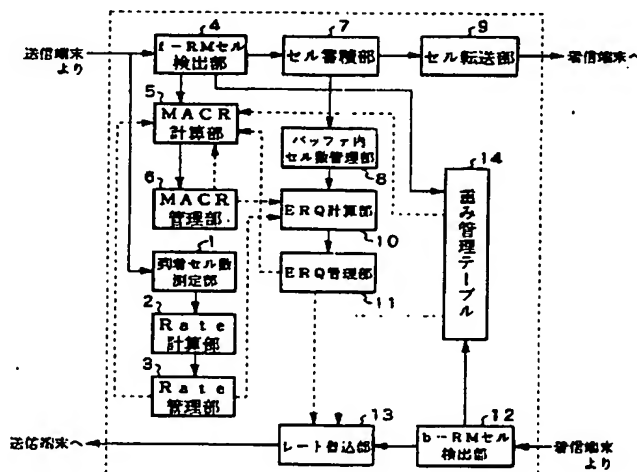 4
7
9
送信端末
より
f-RMセル
検出部
セル蓄積部
セル転送部
着信端末へ
5
MACR
計算部
バッファ内
セル数管理部
8
14
6
MACR
管理部
ERQ計算部
10
重み管理テーブル
1
到着セル数
測定部
ERQ管理部
11
2
Rate
計算部
3
Rate
管理部
13
12
送信端末へ
レート書込部
b-RMセル
検出部
着信端末
より